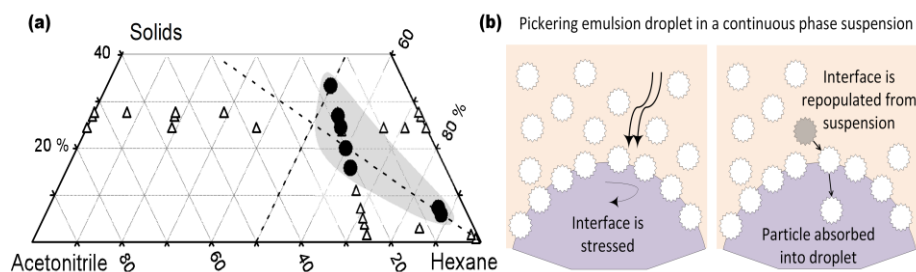 (a)
Solids
40
60
20 %
80 %
Acetonitrile
80
60
40
20
Hexane
(b) Pickering emulsion droplet in a continuous phase suspension
Interface is
stressed
Interface is
repopulated from
suspension
Particle absorbed
into droplet